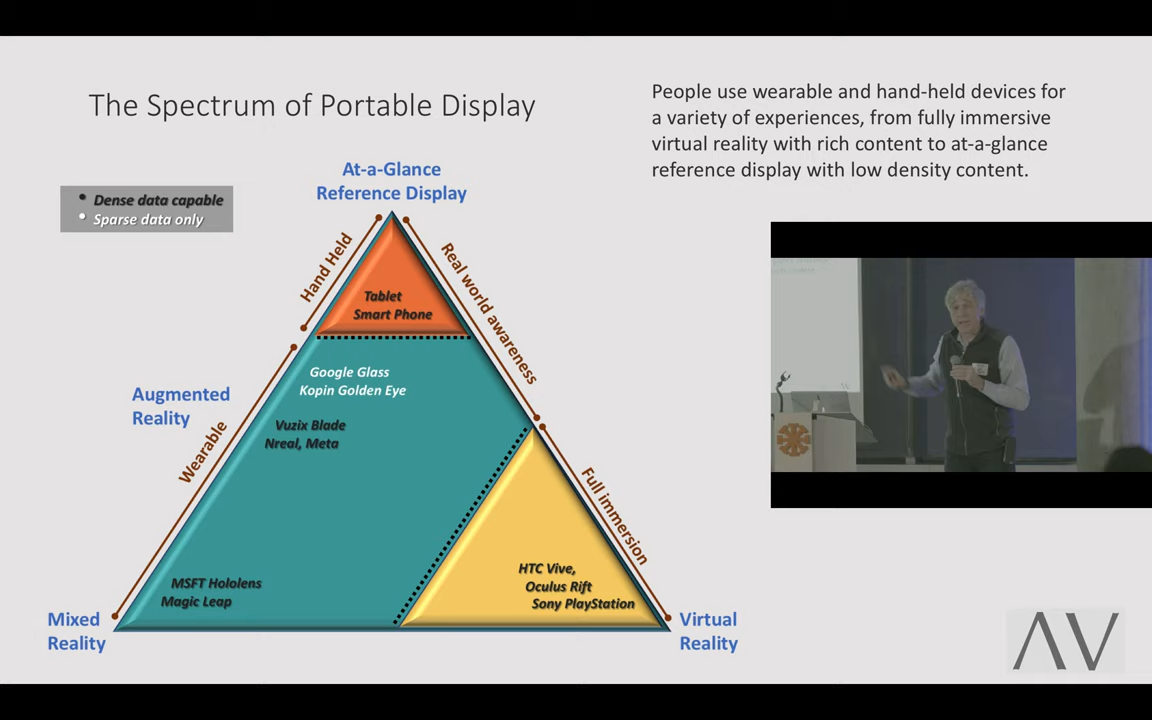 The Spectrum of Portable Display
People use wearable and hand-held devices for
a variety of experiences, from fully immersive
virtual reality with rich content to at-a-glance
reference display with low density content.
At-a-Glance
Reference Display
• Dense data capable
• Sparse data only
Hand Held
Real world awareness
Tablet
Smart Phone
Google Glass
Kopin Golden Eye
Augmented
Reality
Vuzix Blade
Nreal, Meta
Wearable
Full immersion
HTC Vive,
Oculus Rift
Sony PlayStation
MSFT Hololens
Magic Leap
Mixed
Reality
Virtual
Reality